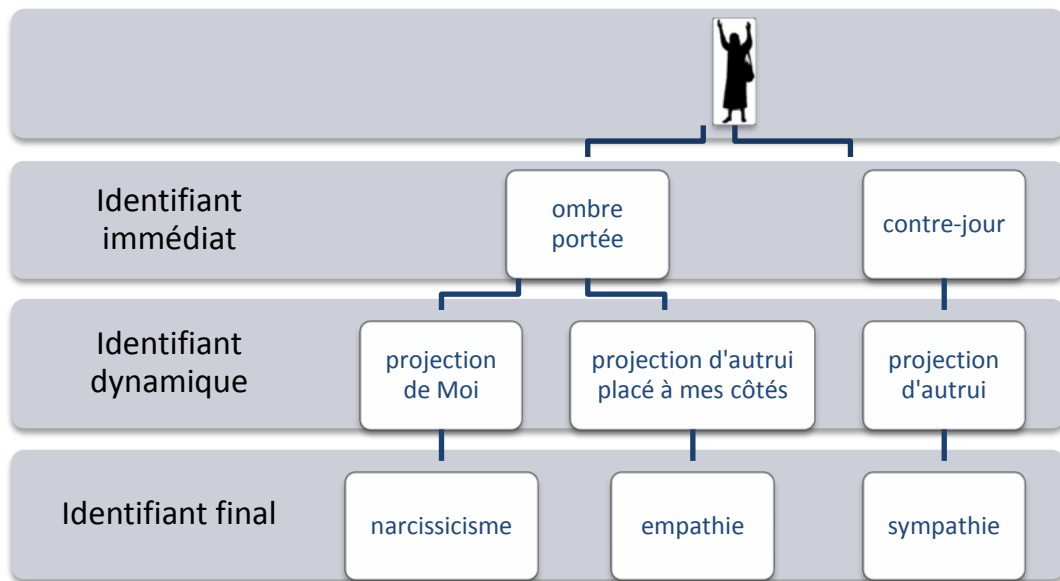 Identifiant
immédiat
ombre
portée
contre-jour
Identifiant
dynamique
projection
de Moi
projection d'autrui
placé à mes côtés
projection
d'autrui
Identifiant final
narcissicisme
empathie
sympathie